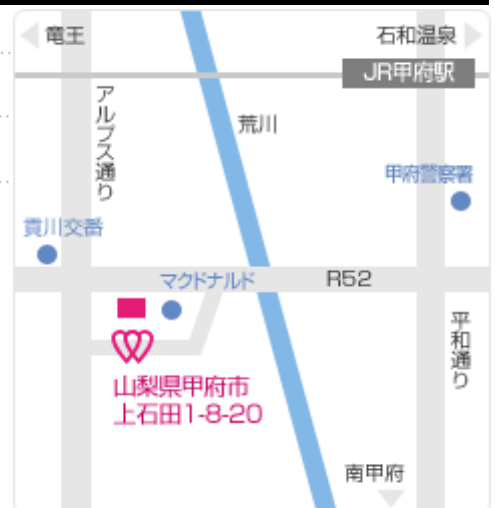 竜王
石和温泉
JR甲府駅
アルプス通り
荒川
甲府警察署
貢川交番
マクドナルド
R52
平和通り
山梨県甲府市
上石田1-8-20
南甲府